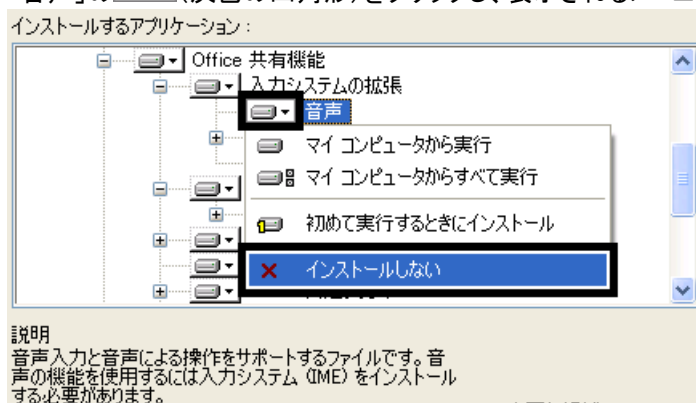 インストールするアプリケーション:
Office 共有機能
入力システムの拡張
音声
マイ コンピュータから実行
マイ コンピュータからすべて実行
初めて実行するときにインストール
インストールしない
説明
音声入力と音声による操作をサポートするファイルです。音
声の機能を使用するには入力システム (IME) をインストール
する必要があります。